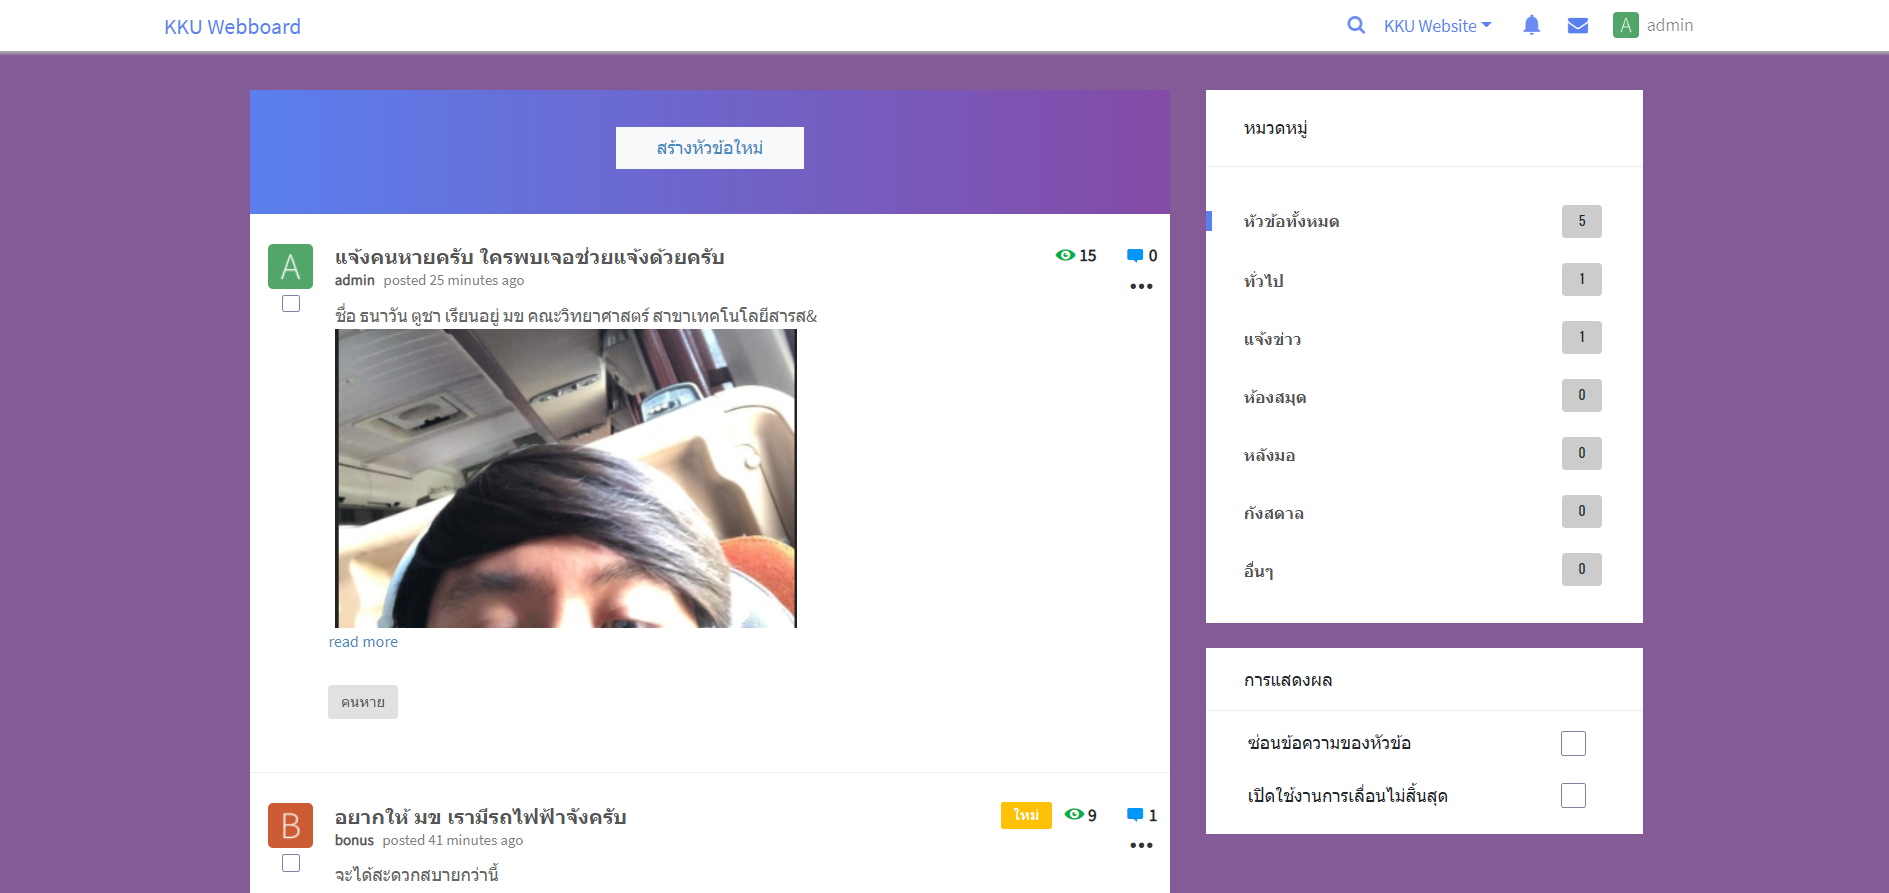 KKU Webboard
KKU Website
A admin
สร้างหัวข้อใหม่
A
แจ้งคนหายครับ ใครพบเจอช่วยแจ้งด้วยครับ
15
0
admin posted 25 minutes ago
ชื่อ ธนาวัน ตูชา เรียนอยู่ มข คณะวิทยาศาสตร์ สาขาเทคโนโลยีสารส&
read more
คนหาย
B
อยากให้ มข เรามีรถไฟฟ้าจังครับ
ใหม่
9
1
bonus posted 41 minutes ago
จะได้สะดวกสบายกว่านี้
หมวดหมู่
หัวข้อทั้งหมด 5
ทั่วไป 1
แจ้งข่าว 1
ห้องสมุด 0
หลังมอ 0
กังสดาล 0
อื่นๆ 0
การแสดงผล
ซ่อนข้อความของหัวข้อ
เปิดใช้งานการเลื่อนไม่สิ้นสุด